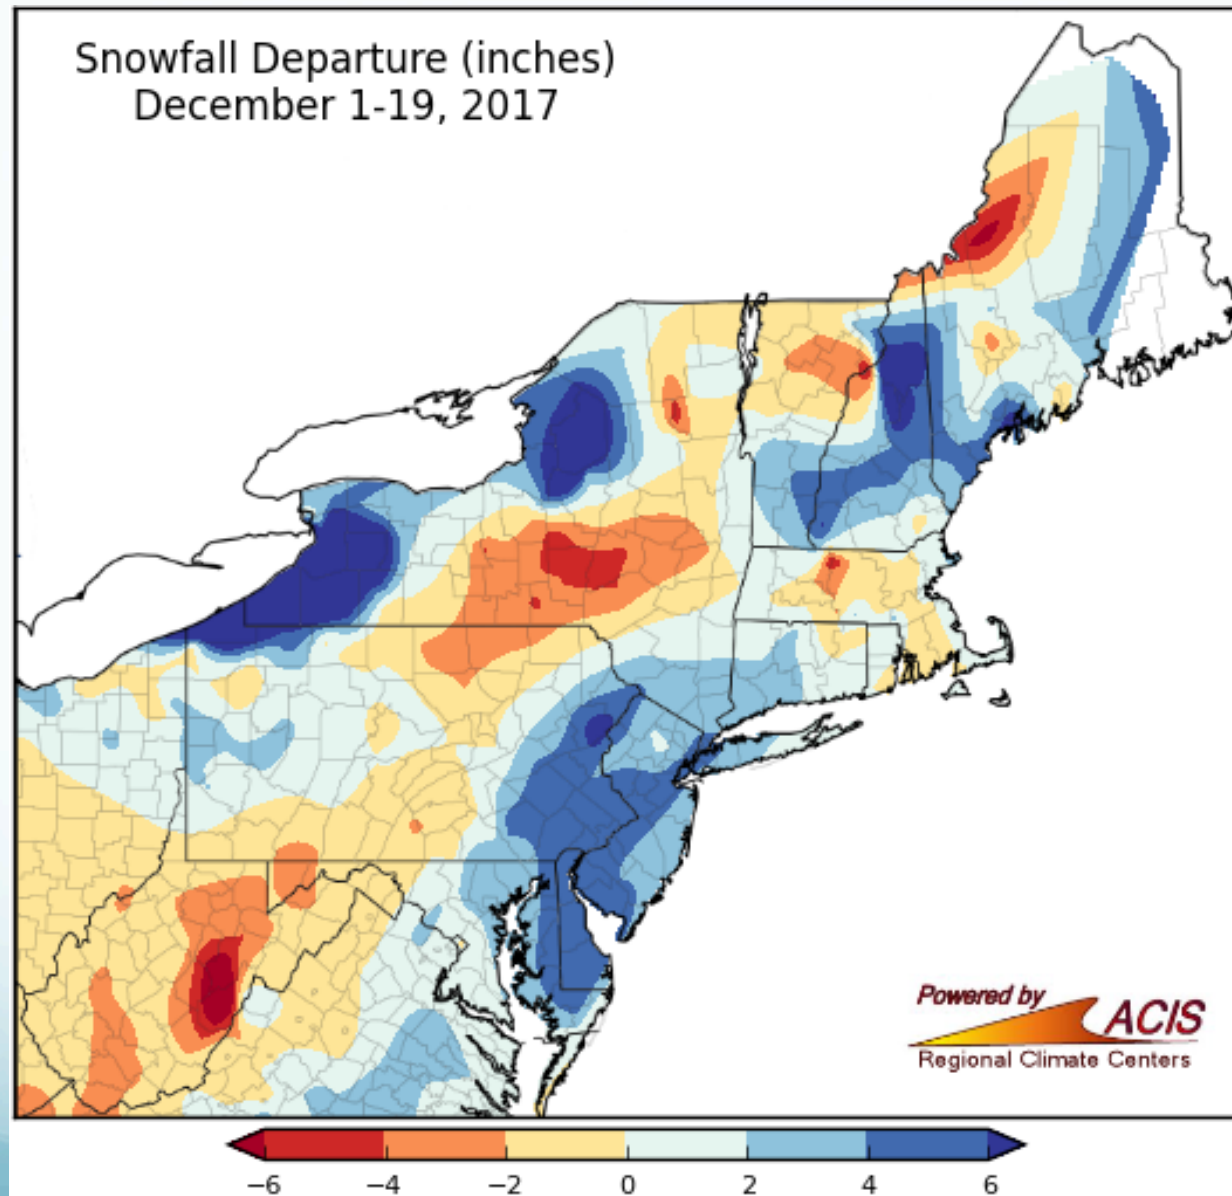 Snowfall Departure (inches)
December 1-19, 2017
Powered by
ACIS
Regional Climate Centers
−6 −4 −2 0 2 4 6